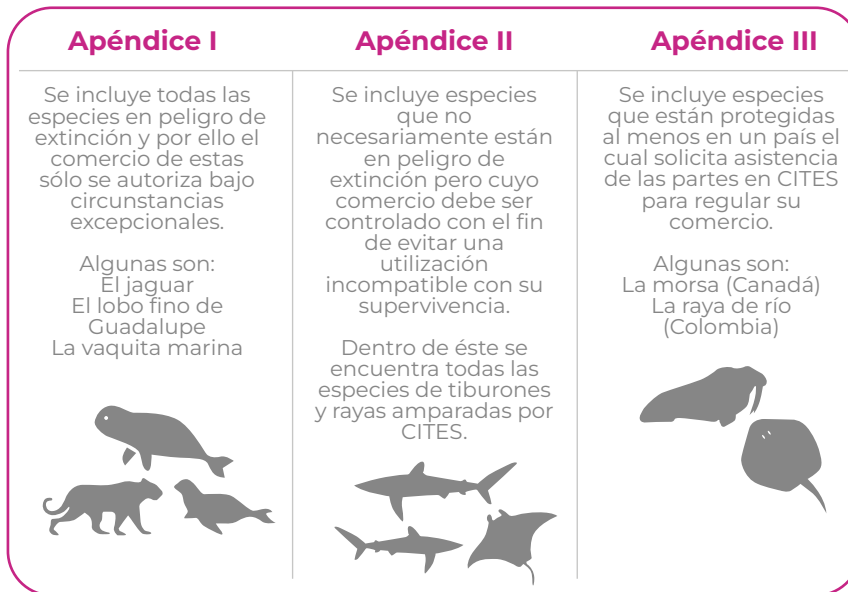 Apéndice I
Se incluye todas las
especies en peligro de
extinción y por ello el
comercio de estas
sólo se autoriza bajo
circunstancias
excepcionales.
Algunas son:
El jaguar
El lobo fino de
Guadalupe
La vaquita marina
Apéndice II
Se incluye especies
que no
necesariamente están
en peligro de
extinción pero cuyo
comercio debe ser
controlado con el fin
de evitar una
utilización
incompatible con su
supervivencia.
Dentro de éste se
encuentra todas las
especies de tiburones
y rayas amparadas por
CITES.
Apéndice III
Se incluye especies
que están protegidas
al menos en un país el
cual solicita asistencia
de las partes en CITES
para regular su
comercio.
Algunas son:
La morsa (Canadá)
La raya de río
(Colombia)